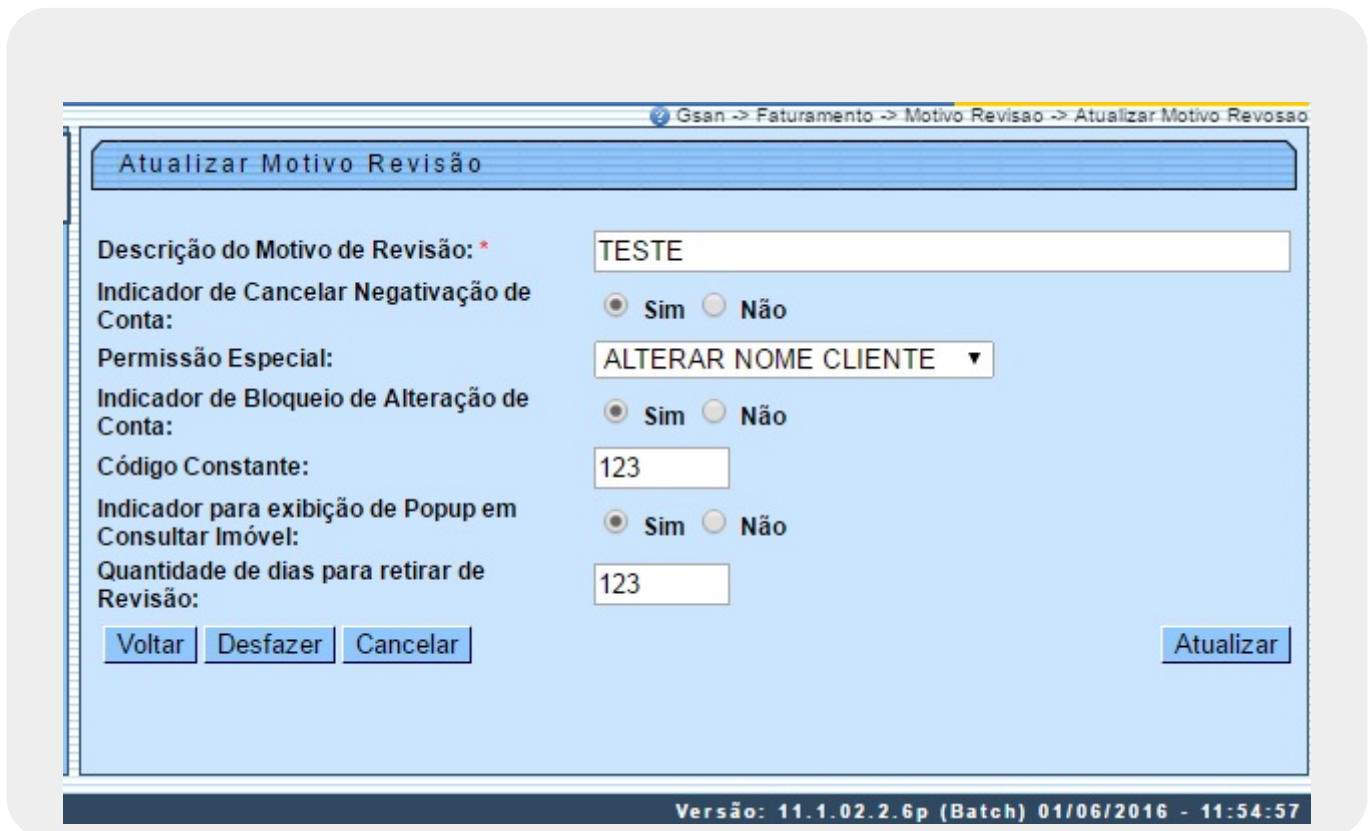 Gsan -> Faturamento -> Motivo Revisao -> Atualizar Motivo Revosao
Atualizar Motivo Revisão
Descrição do Motivo de Revisão: * TESTE
Indicador de Cancelar Negativação de
Conta: Sim Não
Permissão Especial: ALTERAR NOME CLIENTE
Indicador de Bloqueio de Alteração de
Conta: Sim Não
Código Constante: 123
Indicador para exibição de Popup em
Consultar Imóvel: Sim Não
Quantidade de dias para retirar de
Revisão: 123
Voltar Desfazer Cancelar Atualizar
Versão: 11.1.02.2.6p (Batch) 01/06/2016 - 11:54:57